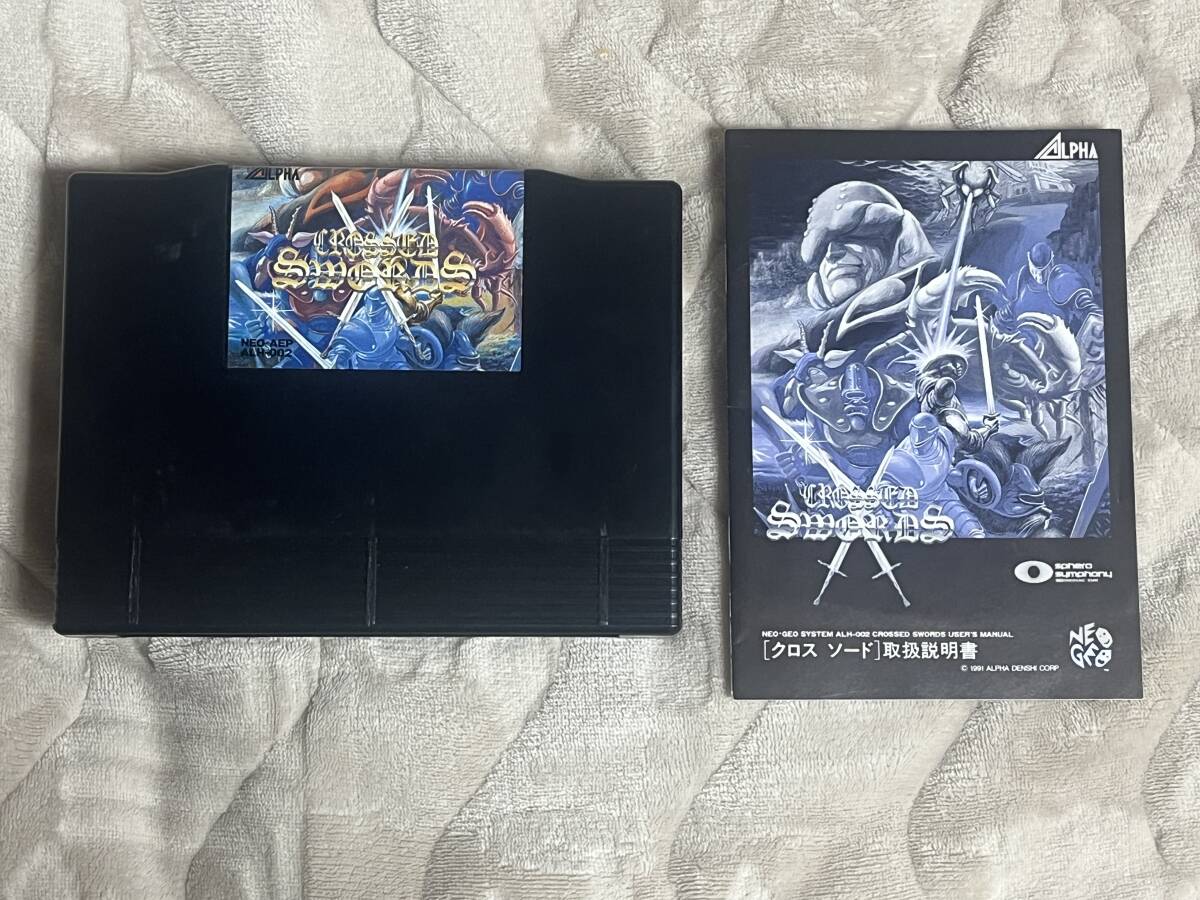 ALPHA
CROSSED
SWORDS
NEO-AEP
ALH-002
ALPHA
CROSSED
SWORDS
sphero
symphony
NEO·GEO SYSTEM ALH-002 CROSSED SWORDS USER'S MANUAL
[クロス ソード]取扱説明書
© 1991 ALPHA DENSHI CORP.
NEO
GEO